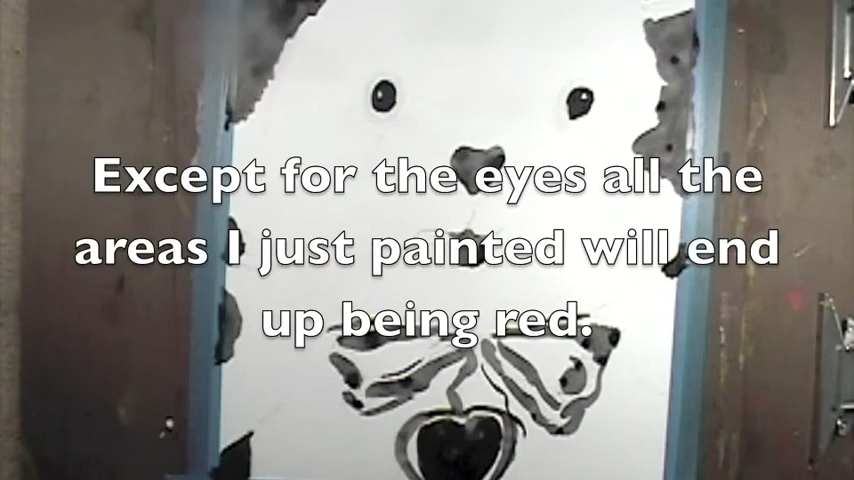 Except for the eyes all the
areas I just painted will end
up being red.